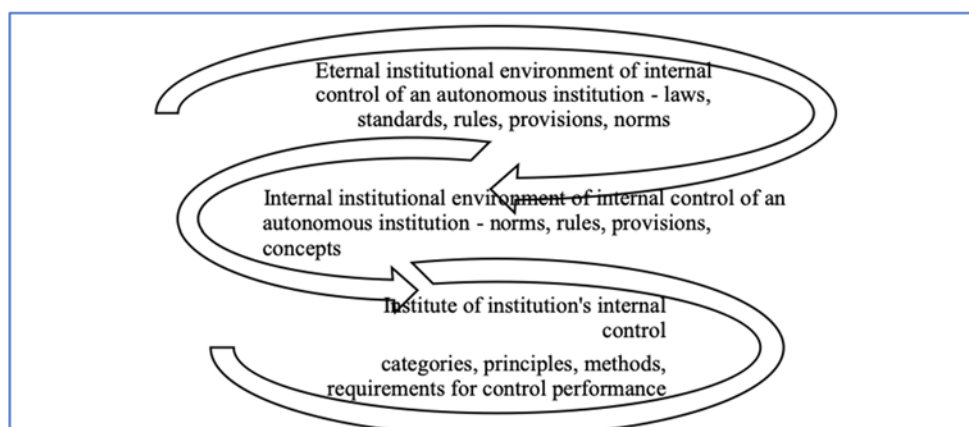 Eternal institutional environment of internal
control of an autonomous institution - laws,
standards, rules, provisions, norms
Internal institutional environment of internal control of an
autonomous institution - norms, rules, provisions,
concepts
Institute of institution's internal
control
categories, principles, methods,
requirements for control performance